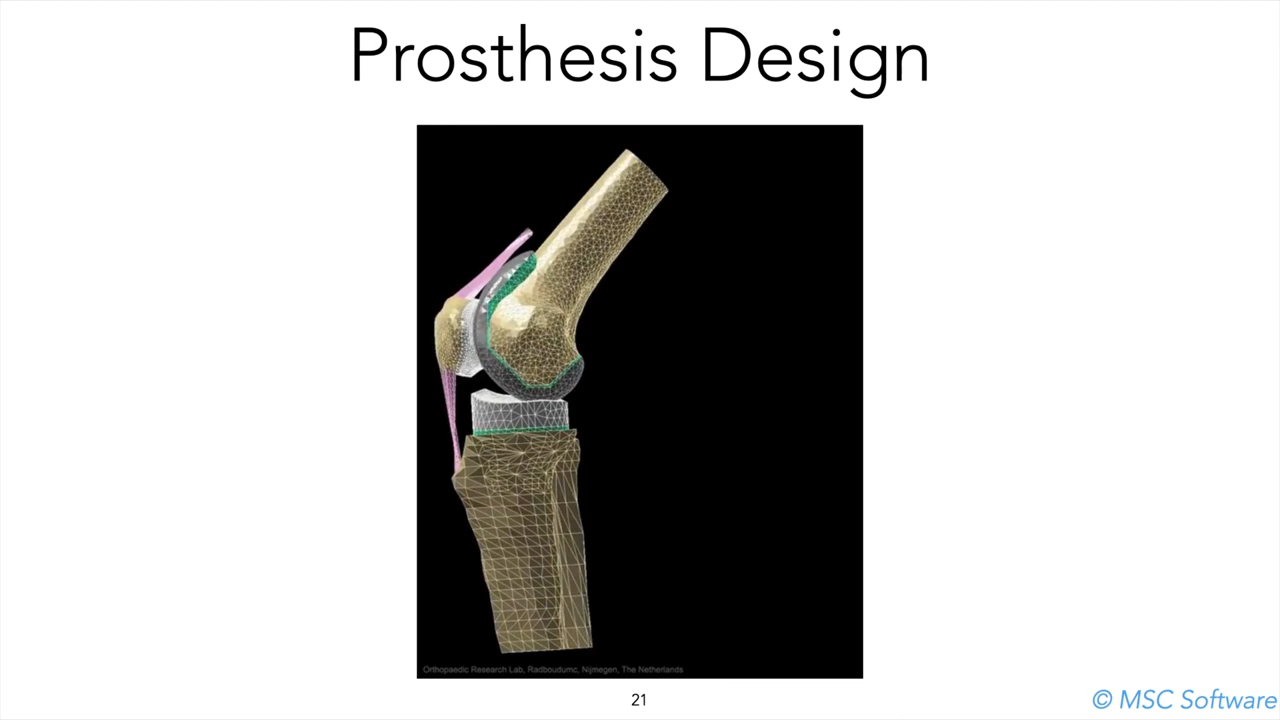 Prosthesis Design
Orthopaedic Research Lab, Radboudumc, Nijmegen, The Netherlands
21
© MSC Software